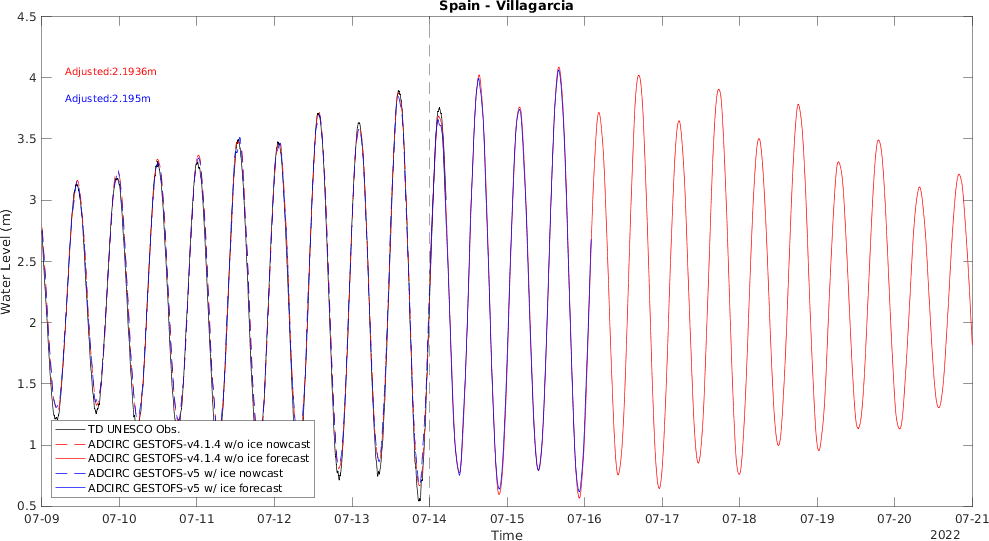 Spain - Villagarcia
Adjusted:2.1936m
Adjusted:2.195m
Water Level (m)
4.5
4
3.5
3
2.5
2
1.5
1
0.5
TD UNESCO Obs.
ADCIRC GESTOFS-v4.1.4 w/o ice nowcast
ADCIRC GESTOFS-v4.1.4 w/o ice forecast
ADCIRC GESTOFS-v5 w/ ice nowcast
ADCIRC GESTOFS-v5 w/ ice forecast
07-09 07-10 07-11 07-12 07-13 07-14 07-15 07-16 07-17 07-18 07-19 07-20 07-21
Time
2022